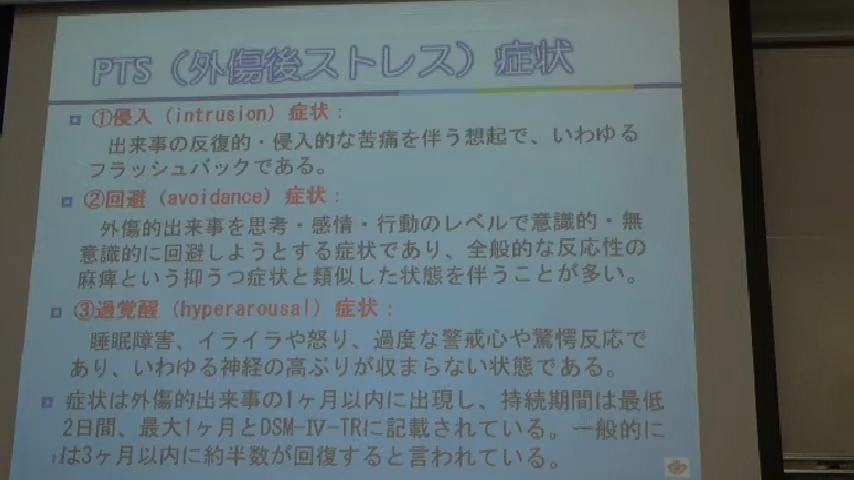 PTS（外傷後ストレス）症状
①侵入（intrusion）症状：
出来事の反復的・侵入的な苦痛を伴う想起で、いわゆる
フラッシュバックである。
②回避（avoidance）症状：
外傷的出来事を思考・感情・行動のレベルで意識的・無
意識的に回避しようとする症状であり、全般的な反応性の
麻痺という抑うつ症状と類似した状態を伴うことが多い。
③過覚醒（hyperarousal）症状：
睡眠障害、イライラや怒り、過度な警戒心や驚愕反応で
あり、いわゆる神経の高ぶりが収まらない状態である。
症状は外傷的出来事の1ヶ月以内に出現し、持続期間は最低
2日間、最大1ヶ月とDSM-Ⅳ-TRに記載されている。一般的に
は3ヶ月以内に約半数が回復すると言われている。